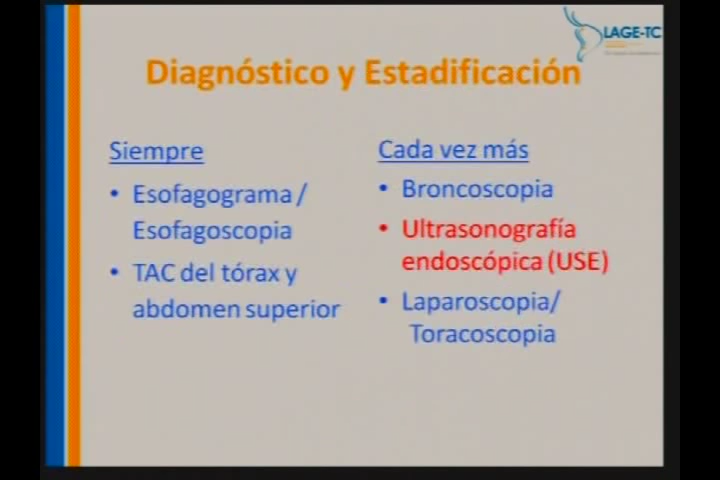 LAGE-TC
Diagnóstico y Estadificación
Siempre
• Esofagograma /
Esofagoscopia
• TAC del tórax y
abdomen superior
Cada vez más
• Broncoscopia
• Ultrasonografía
endoscópica (USE)
• Laparoscopia/
Toracoscopia